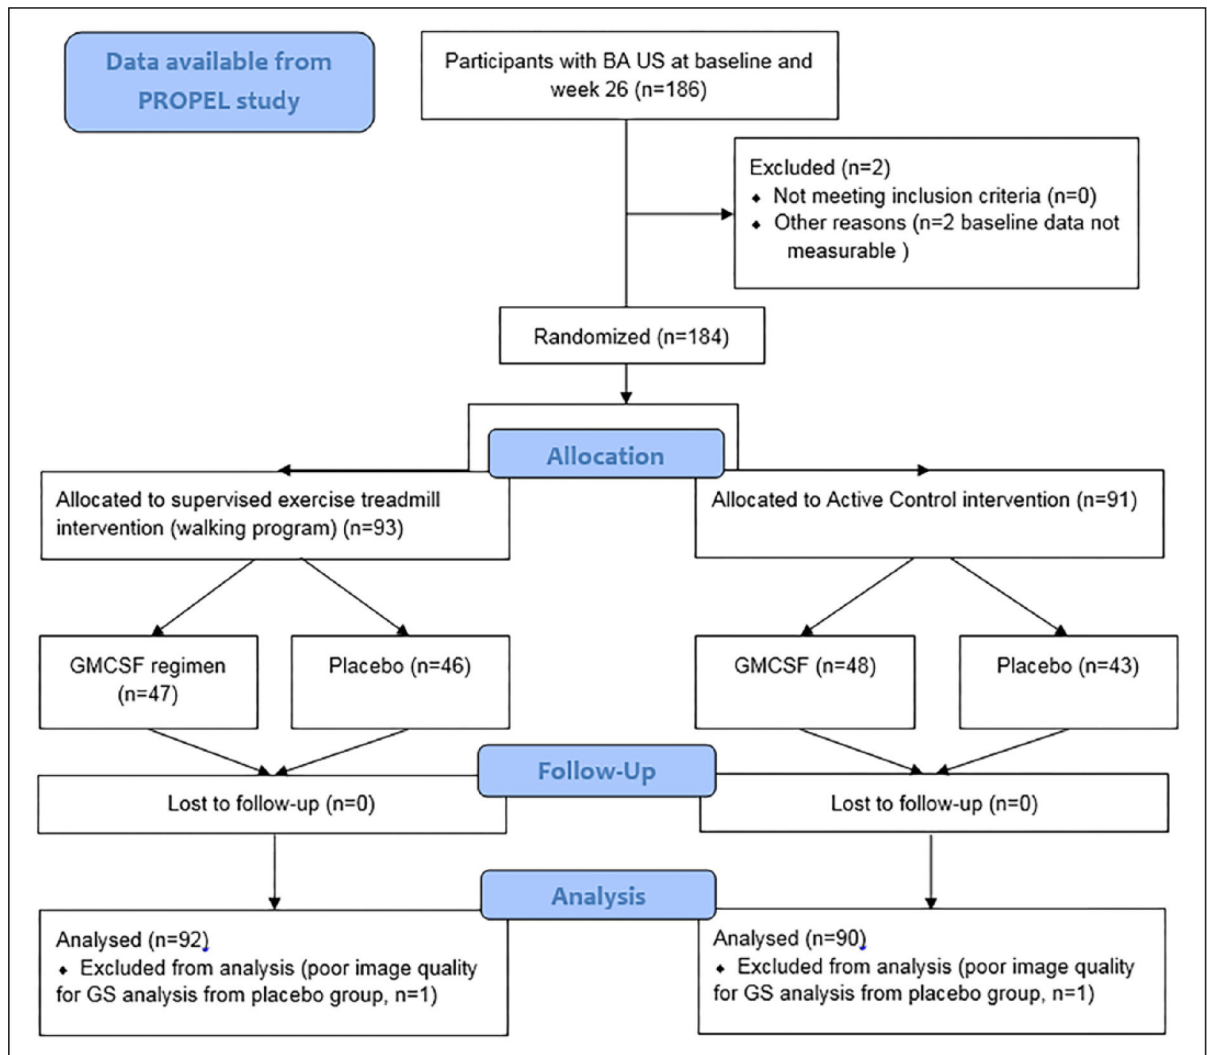 Data available from
PROPEL study
Participants with BA US at baseline and
week 26 (n=186)
Excluded (n=2)
⬥ Not meeting inclusion criteria (n=0)
⬥ Other reasons (n=2 baseline data not
measurable )
Randomized (n=184)
Allocation
Allocated to supervised exercise treadmill
intervention (walking program) (n=93)
Allocated to Active Control intervention (n=91)
GMCSF regimen
(n=47)
Placebo (n=46)
GMCSF (n=48)
Placebo (n=43)
Follow-Up
Lost to follow-up (n=0)
Lost to follow-up (n=0)
Analysis
Analysed (n=92)
⬥ Excluded from analysis (poor image quality
for GS analysis from placebo group, n=1)
Analysed (n=90)
⬥ Excluded from analysis (poor image quality
for GS analysis from placebo group, n=1)